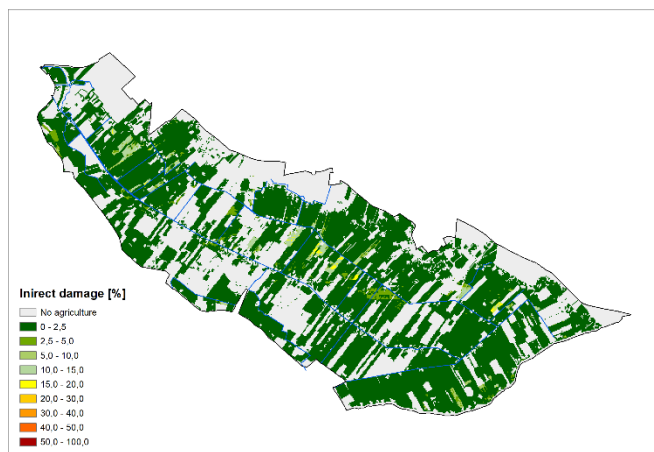 Inirect damage [%]
No agriculture
0 - 2,5
2,5 - 5,0
5,0 - 10,0
10,0 - 15,0
15,0 - 20,0
20,0 - 30,0
30,0 - 40,0
40,0 - 50,0
50,0 - 100,0